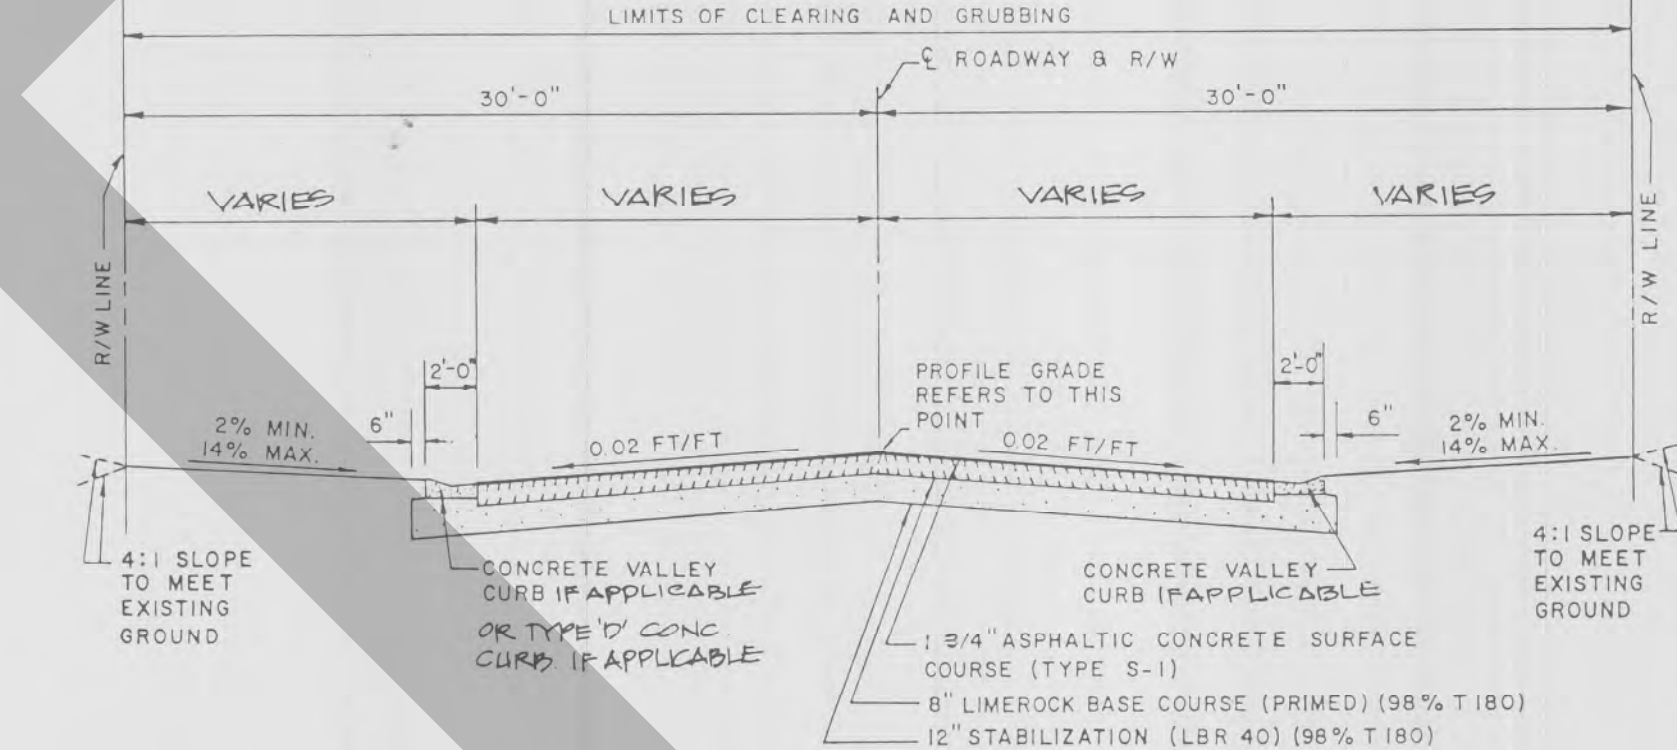 LIMITS OF CLEARING AND GRUBBING
℄ ROADWAY & R/W
30'-0"
30'-0"
VARIES
VARIES
VARIES
VARIES
R/W LINE
R/W LINE
2'-0"
2'-0"
PROFILE GRADE
REFERS TO THIS
POINT
6"
6"
2% MIN.
14% MAX.
0.02 FT/FT
0.02 FT/FT
2% MIN.
14% MAX.
4:1 SLOPE
TO MEET
EXISTING
GROUND
CONCRETE VALLEY
CURB IF APPLICABLE
OR TYPE 'D' CONC.
CURB. IF APPLICABLE
CONCRETE VALLEY
CURB IF APPLICABLE
4:1 SLOPE
TO MEET
EXISTING
GROUND
1 3/4" ASPHALTIC CONCRETE SURFACE
COURSE (TYPE S-1)
8" LIMEROCK BASE COURSE (PRIMED) (98% T180)
12" STABILIZATION (LBR 40) (98% T180)